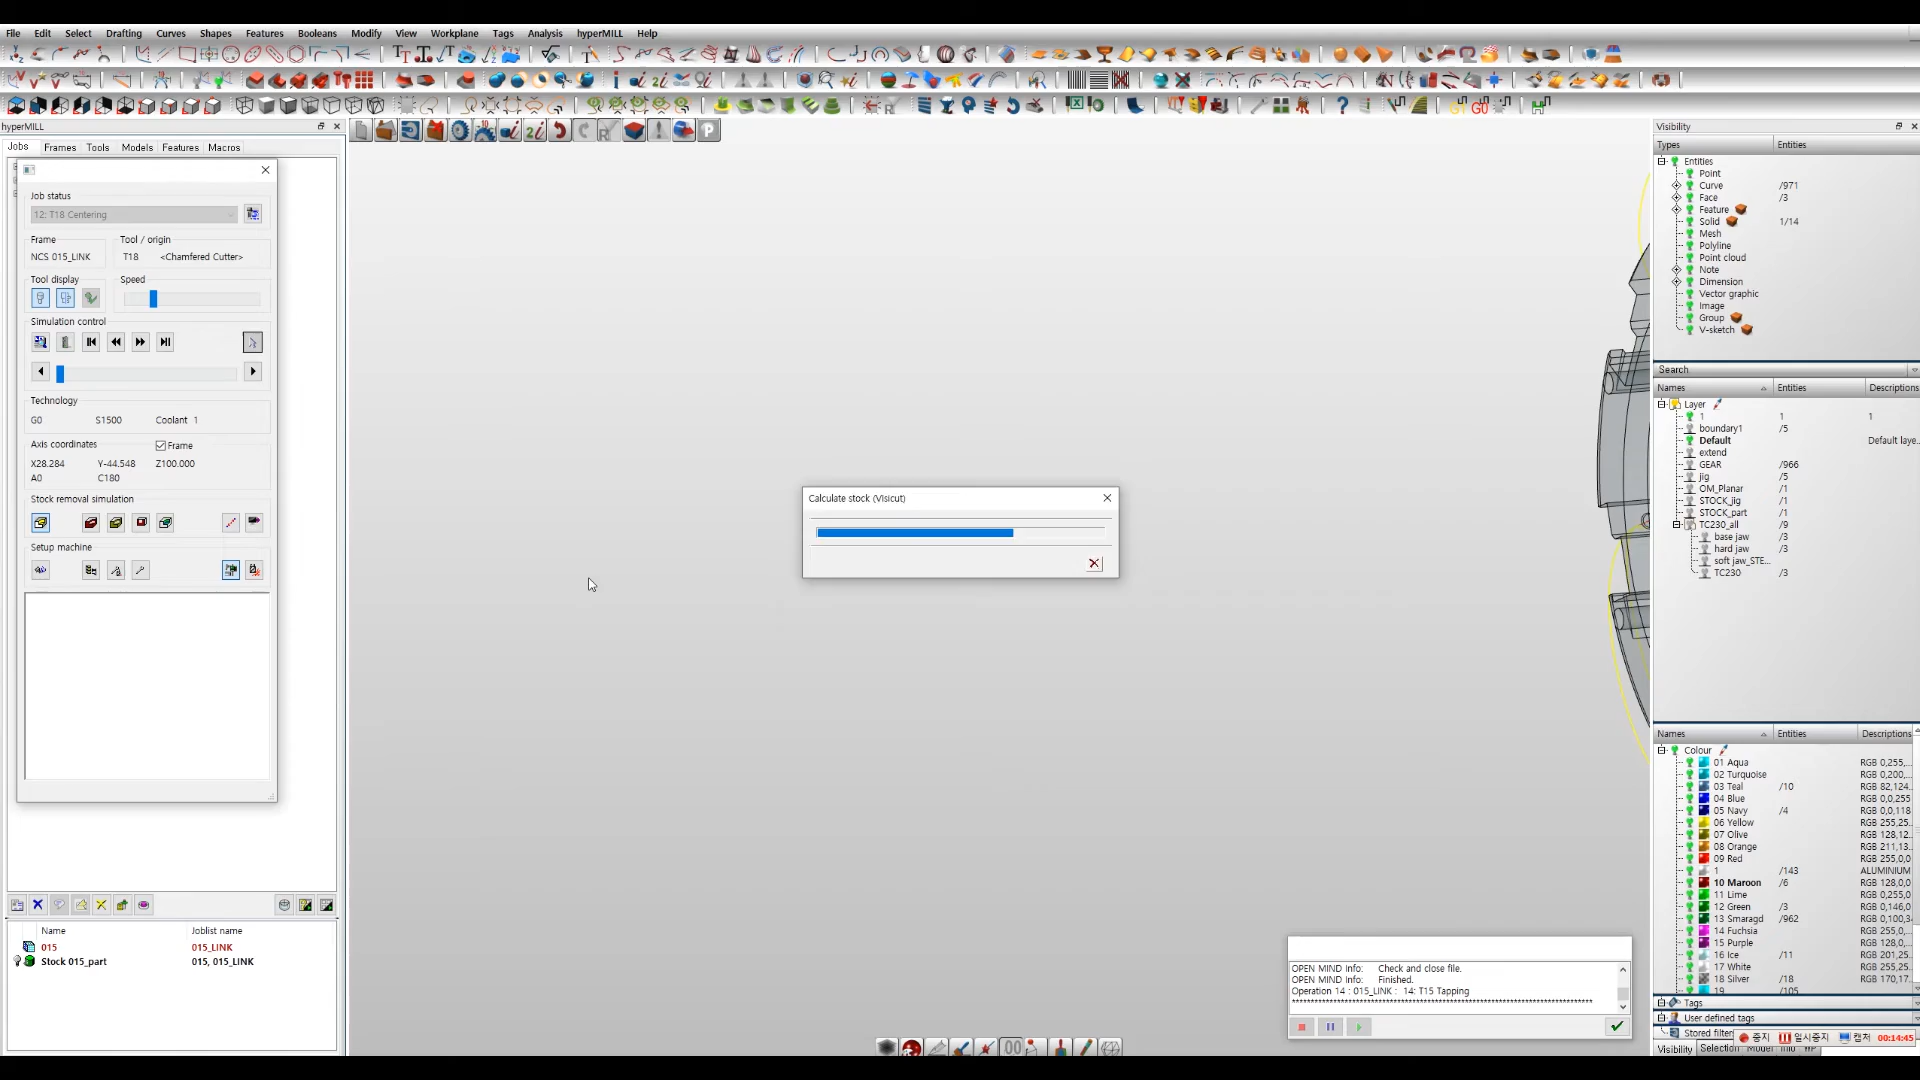 File Edit Select Drafting Curves Shapes Features Booleans Modify View Workplane Tags Analysis hyperMILL Help
hyperMILL
Jobs Frames Tools Models Features Macros
Job status
12: T18 Centering
Frame Tool / origin
NCS 015_LINK T18 <Chamfered Cutter>
Tool display Speed
Simulation control
Technology
G0 S1500 Coolant 1
Axis coordinates Frame
X28.284 Y-44.548 Z100.000
A0 C180
Stock removal simulation
Setup machine
Name Joblist name
015 015_LINK
Stock 015_part 015, 015_LINK
Calculate stock (Visicut)
OPEN MIND Info: Check and close file.
OPEN MIND Info: Finished.
Operation 14 : 015_LINK : 14: T15 Tapping
Visibility
Types Entities
Entities
Point
Curve /971
Face /3
Feature
Solid 1/14
Mesh
Polyline
Point cloud
Note
Dimension
Vector graphic
Image
Group
V-sketch
Search
Names Entities Descriptions
Layer
1 1 1
boundary1 /5
Default Default laye...
extend
GEAR /966
jig /5
OM_Planar /1
STOCK_jig /1
STOCK_part /1
TC230_all /9
base jaw /3
hard jaw /3
soft jaw_STE...
TC230 /3
Names Entities Descriptions
Colour
01 Aqua RGB 0,255,...
02 Turquoise RGB 0,200,...
03 Teal /10 RGB 82,124...
04 Blue RGB 0,0,255
05 Navy /4 RGB 0,0,118
06 Yellow RGB 255,25...
07 Olive RGB 128,12...
08 Orange RGB 211,13...
09 Red RGB 255,0,0
1 /143 ALUMINIUM
10 Maroon /6 RGB 128,0,0
11 Lime RGB 0,255,0
12 Green /3 RGB 0,146,0
13 Smaragd /962 RGB 0,100,3
14 Fuchsia RGB 255,0,...
15 Purple RGB 128,0,...
16 Ice /11 RGB 201,25...
17 White RGB 255,25...
18 Silver /18 RGB 170,17...
19 /105
Tags
User defined tags
Stored filter
중지 일시중지 캡처 00:14:45
Visibility Selection Model Info WP